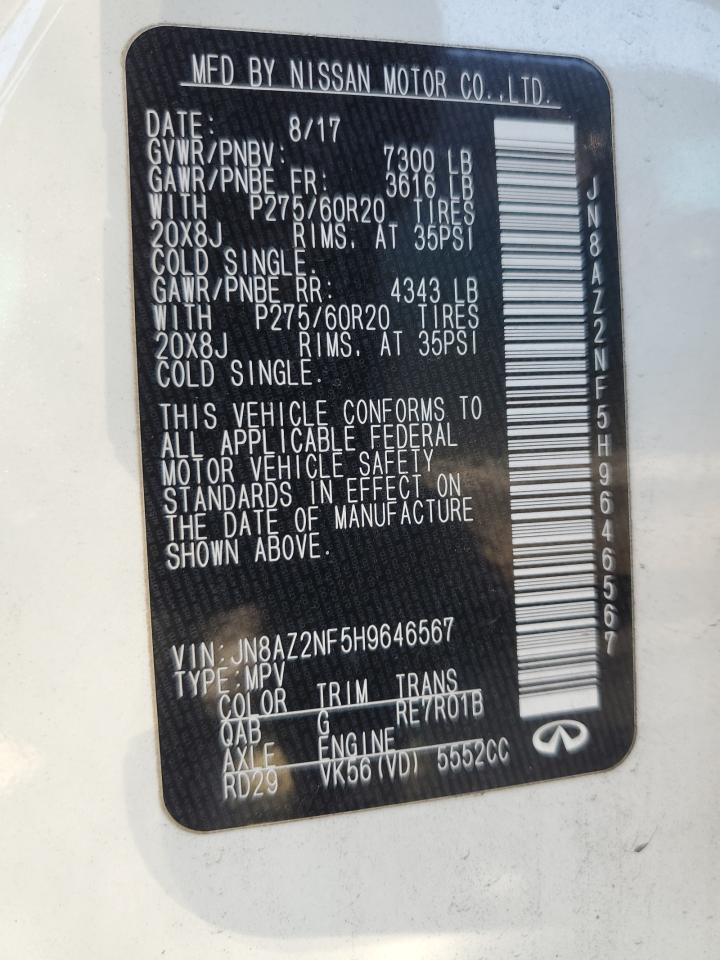 MFD BY NISSAN MOTOR CO.,LTD.
DATE: 8/17
GVWR/PNBV: 7300 LB
GAWR/PNBE FR: 3616 LB
WITH P275/60R20 TIRES
20X8J RIMS, AT 35PSI
COLD SINGLE.
GAWR/PNBE RR: 4343 LB
WITH P275/60R20 TIRES
20X8J RIMS, AT 35PSI
COLD SINGLE.
THIS VEHICLE CONFORMS TO
ALL APPLICABLE FEDERAL
MOTOR VEHICLE SAFETY
STANDARDS IN EFFECT ON
THE DATE OF MANUFACTURE
SHOWN ABOVE.
VIN:JN8AZ2NF5H9646567
TYPE:MPV
COLOR TRIM TRANS
QAB G RE7R01B
AXLE ENGINE
RD29 VK56(VD) 5552CC
JN8AZ2NF5H9646567